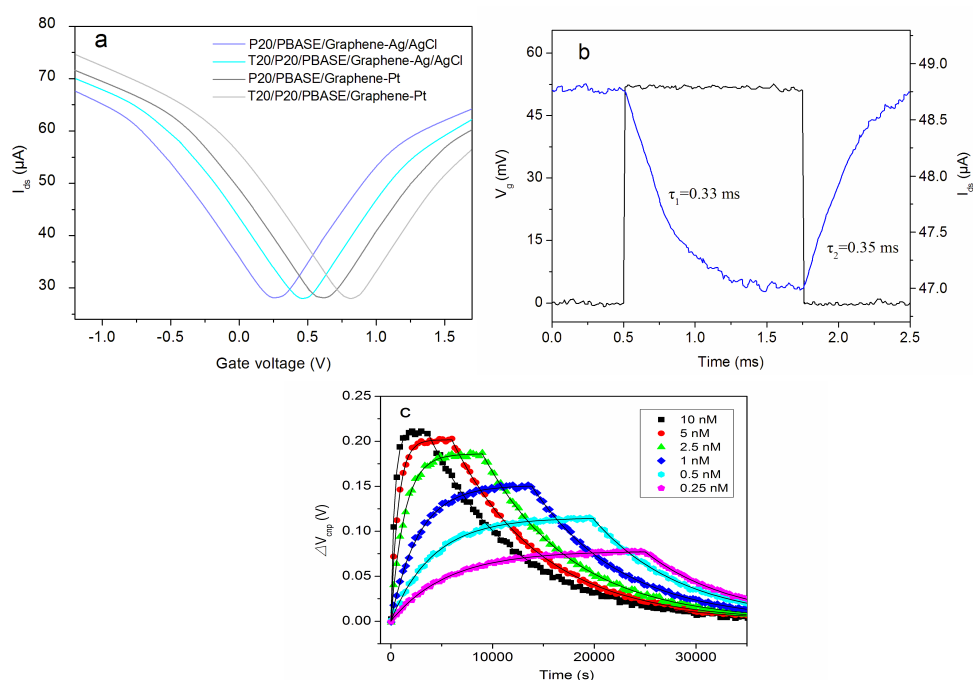 a
P20/PBASE/Graphene-Ag/AgCl
T20/P20/PBASE/Graphene-Ag/AgCl
P20/PBASE/Graphene-Pt
T20/P20/PBASE/Graphene-Pt
80
70
60
50
40
30
I_ds (µA)
-1.0 -0.5 0.0 0.5 1.0 1.5
Gate voltage (V)
b
60
45
30
15
0
V_g (mV)
τ₁=0.33 ms
τ₂=0.35 ms
49.0
48.5
48.0
47.5
47.0
I_ds (µA)
0.0 0.5 1.0 1.5 2.0 2.5
Time (ms)
c
0.25
0.20
0.15
0.10
0.05
0.00
△V_cnp (V)
10 nM
5 nM
2.5 nM
1 nM
0.5 nM
0.25 nM
0 10000 20000 30000
Time (s)